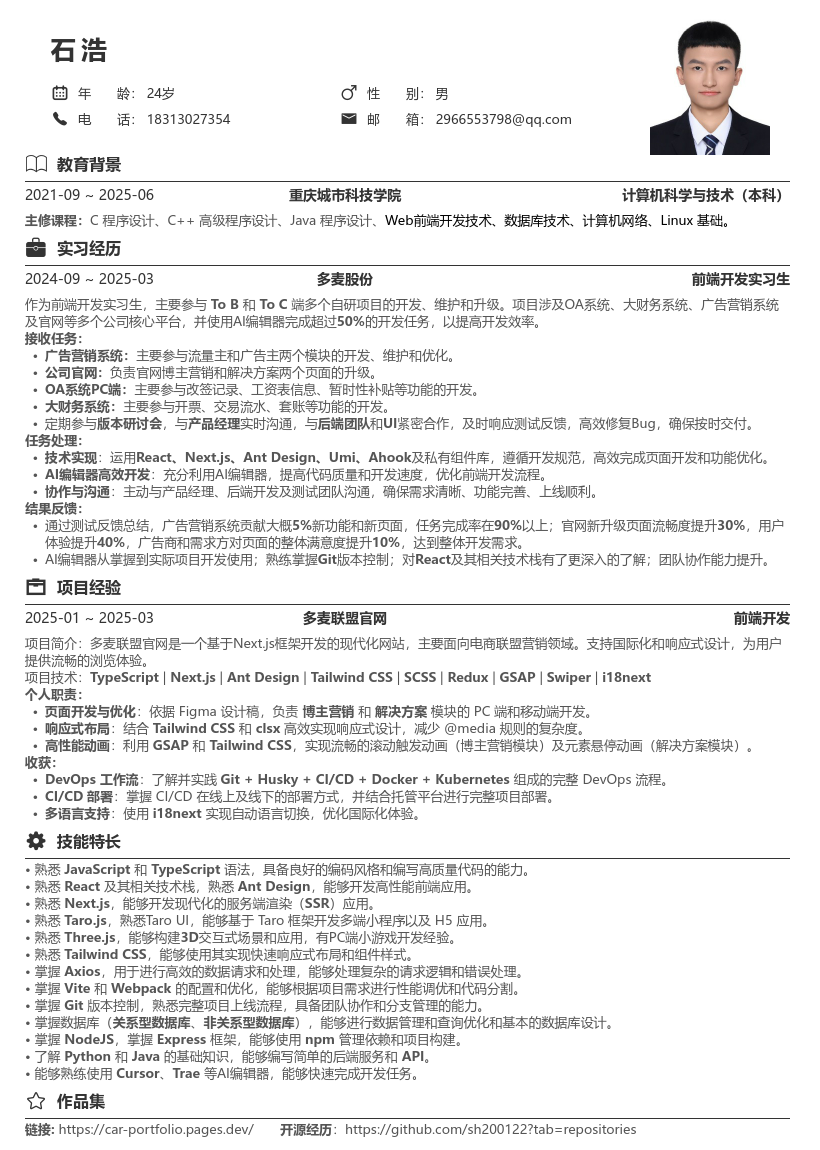 石浩
年 龄： 24岁 性 别： 男
电 话： 18313027354 邮 箱： 2966553798@qq.com
教育背景
2021-09 ~ 2025-06 重庆城市科技学院 计算机科学与技术（本科）
主修课程： C 程序设计、C++ 高级程序设计、Java 程序设计、Web前端开发技术、数据库技术、计算机网络、Linux 基础。
实习经历
2024-09 ~ 2025-03 多麦股份 前端开发实习生
作为前端开发实习生，主要参与 To B 和 To C 端多个自研项目的开发、维护和升级。项目涉及OA系统、大财务系统、广告营销系统
及官网等多个公司核心平台，并使用AI编辑器完成超过50%的开发任务，以提高开发效率。
接收任务：
• 广告营销系统：主要参与流量主和广告主两个模块的开发、维护和优化。
• 公司官网：负责官网博主营销和解决方案两个页面的升级。
• OA系统PC端：主要参与改签记录、工资表信息、暂时性补贴等功能的开发。
• 大财务系统：主要参与开票、交易流水、套账等功能的开发。
• 定期参与版本研讨会，与产品经理实时沟通，与后端团队和UI紧密合作，及时响应测试反馈，高效修复Bug，确保按时交付。
任务处理：
• 技术实现：运用React、Next.js、Ant Design、Umi、Ahook及私有组件库，遵循开发规范，高效完成页面开发和功能优化。
• AI编辑器高效开发：充分利用AI编辑器，提高代码质量和开发速度，优化前端开发流程。
• 协作与沟通：主动与产品经理、后端开发及测试团队沟通，确保需求清晰、功能完善、上线顺利。
结果反馈：
• 通过测试反馈总结，广告营销系统贡献大概5%新功能和新页面，任务完成率在90%以上；官网新升级页面流畅度提升30%，用户
体验提升40%，广告商和需求方对页面的整体满意度提升10%，达到整体开发需求。
• AI编辑器从掌握到实际项目开发使用；熟练掌握Git版本控制；对React及其相关技术栈有了更深入的了解；团队协作能力提升。
项目经验
2025-01 ~ 2025-03 多麦联盟官网 前端开发
项目简介：多麦联盟官网是一个基于Next.js框架开发的现代化网站，主要面向电商联盟营销领域。支持国际化和响应式设计，为用户
提供流畅的浏览体验。
项目技术：TypeScript | Next.js | Ant Design | Tailwind CSS | SCSS | Redux | GSAP | Swiper | i18next
个人职责：
• 页面开发与优化：依据 Figma 设计稿，负责 博主营销 和 解决方案 模块的 PC 端和移动端开发。
• 响应式布局：结合 Tailwind CSS 和 clsx 高效实现响应式设计，减少 @media 规则的复杂度。
• 高性能动画：利用 GSAP 和 Tailwind CSS，实现流畅的滚动触发动画（博主营销模块）及元素悬停动画（解决方案模块）。
收获：
• DevOps 工作流：了解并实践 Git + Husky + CI/CD + Docker + Kubernetes 组成的完整 DevOps 流程。
• CI/CD 部署：掌握 CI/CD 在线上及线下的部署方式，并结合托管平台进行完整项目部署。
• 多语言支持：使用 i18next 实现自动语言切换，优化国际化体验。
技能特长
• 熟悉 JavaScript 和 TypeScript 语法，具备良好的编码风格和编写高质量代码的能力。
• 熟悉 React 及其相关技术栈，熟悉 Ant Design，能够开发高性能前端应用。
• 熟悉 Next.js，能够开发现代化的服务端渲染（SSR）应用。
• 熟悉 Taro.js，熟悉Taro UI，能够基于 Taro 框架开发多端小程序以及 H5 应用。
• 熟悉 Three.js，能够构建3D交互式场景和应用，有PC端小游戏开发经验。
• 熟悉 Tailwind CSS，能够使用其实现快速响应式布局和组件样式。
• 掌握 Axios，用于进行高效的数据请求和处理，能够处理复杂的请求逻辑和错误处理。
• 掌握 Vite 和 Webpack 的配置和优化，能够根据项目需求进行性能调优和代码分割。
• 掌握 Git 版本控制，熟悉完整项目上线流程，具备团队协作和分支管理的能力。
• 掌握数据库（关系型数据库、非关系型数据库），能够进行数据管理和查询优化和基本的数据库设计。
• 掌握 NodeJS，掌握 Express 框架，能够使用 npm 管理依赖和项目构建。
• 了解 Python 和 Java 的基础知识，能够编写简单的后端服务和 API。
• 能够熟练使用 Cursor、Trae 等AI编辑器，能够快速完成开发任务。
作品集
链接: https://car-portfolio.pages.dev/ 开源经历：https://github.com/sh200122?tab=repositories